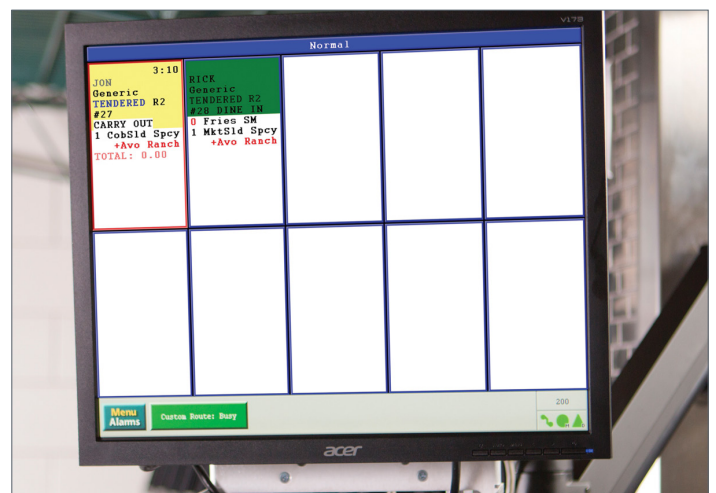 V173
Normal
3:10
JON
Generic
TENDERED R2
#27
CARRY OUT
1 CobSld Spcy
+Avo Ranch
TOTAL: 0.00
RICK
Generic
TENDERED R2
#28 DINE IN
0 Fries SM
1 MktSld Spcy
+Avo Ranch
Menu
Alarms
Custom Route: Busy
200
acer